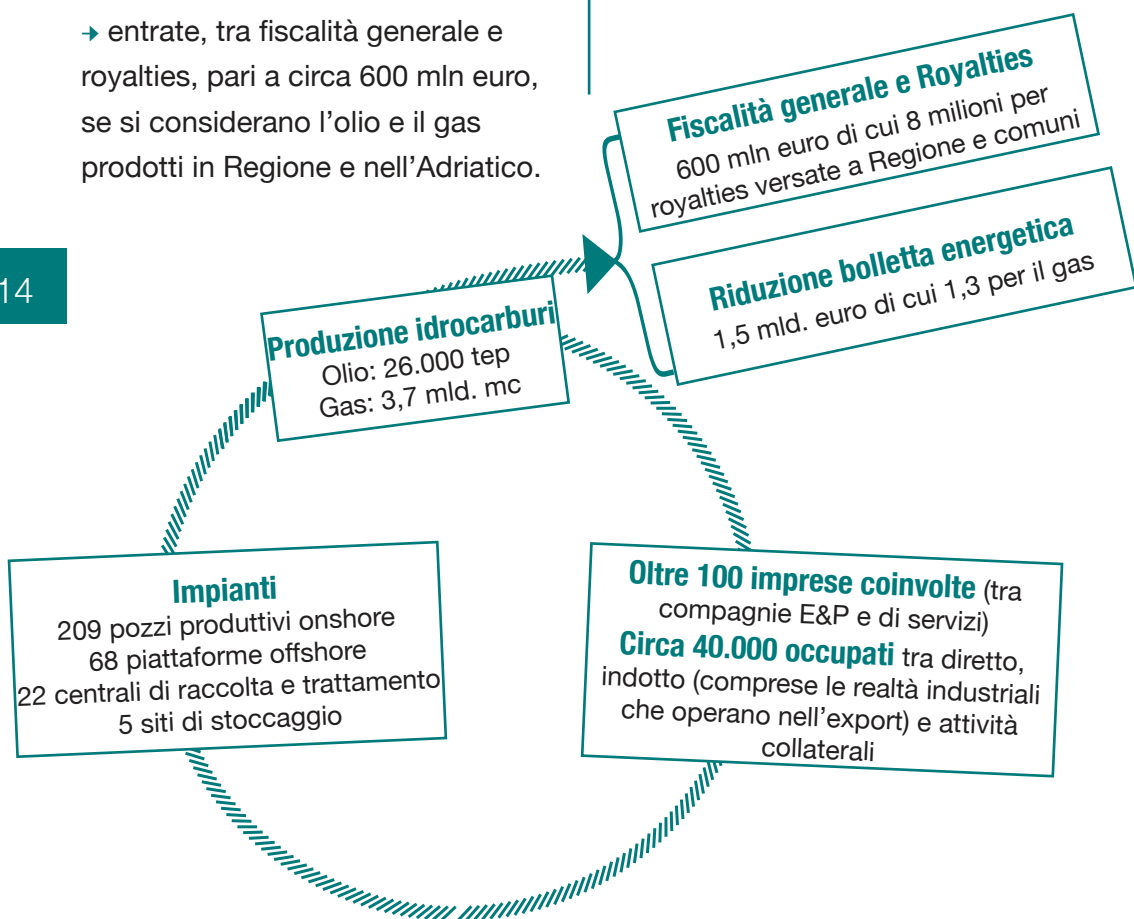 → entrate, tra fiscalità generale e
royalties, pari a circa 600 mln euro,
se si considerano l’olio e il gas
prodotti in Regione e nell’Adriatico.
Fiscalità generale e Royalties
600 mln euro di cui 8 milioni per
royalties versate a Regione e comuni
Riduzione bolletta energetica
1,5 mld. euro di cui 1,3 per il gas
14
Produzione idrocarburi
Olio: 26.000 tep
Gas: 3,7 mld. mc
Impianti
209 pozzi produttivi onshore
68 piattaforme offshore
22 centrali di raccolta e trattamento
5 siti di stoccaggio
Oltre 100 imprese coinvolte (tra
compagnie E&P e di servizi)
Circa 40.000 occupati tra diretto,
indotto (comprese le realtà industriali
che operano nell’export) e attività
collaterali